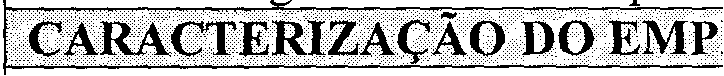 CARACTERIZAÇÃO DO EMP